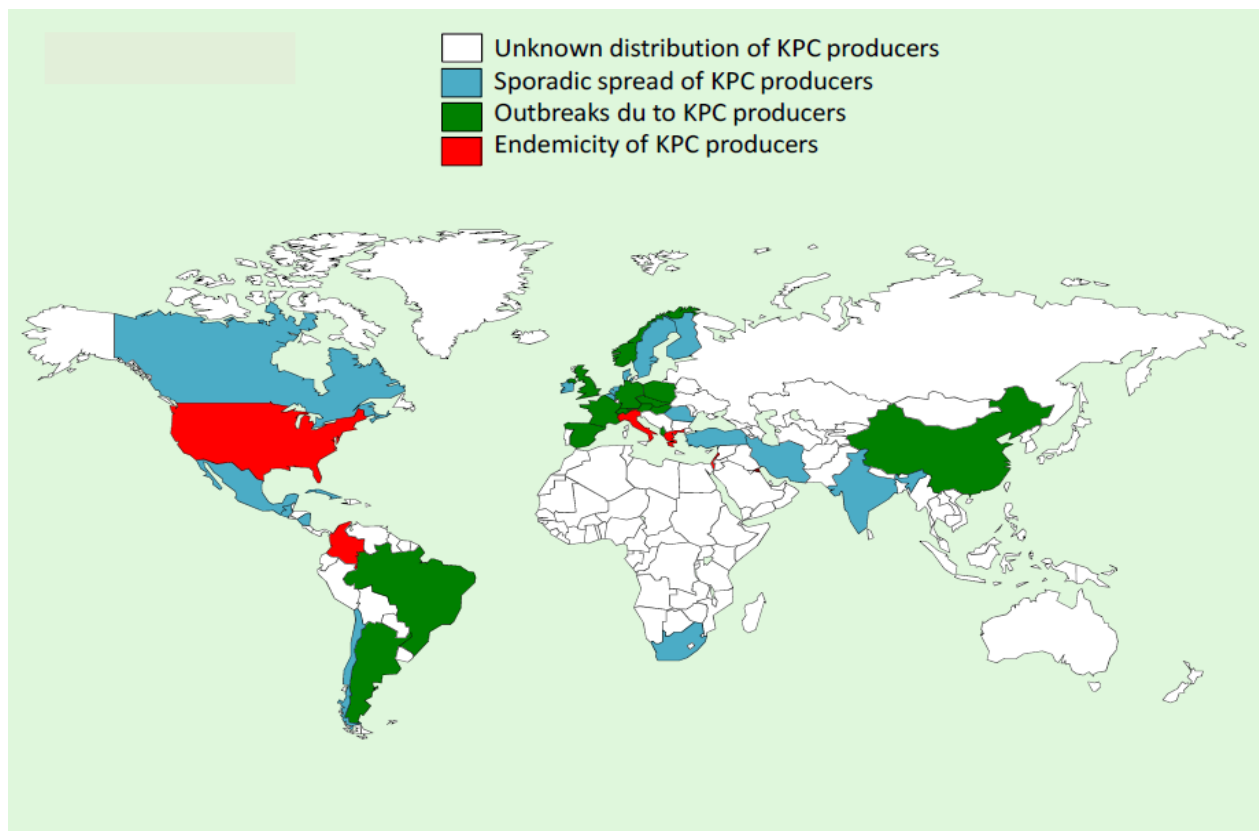 Unknown distribution of KPC producers
Sporadic spread of KPC producers
Outbreaks du to KPC producers
Endemicity of KPC producers